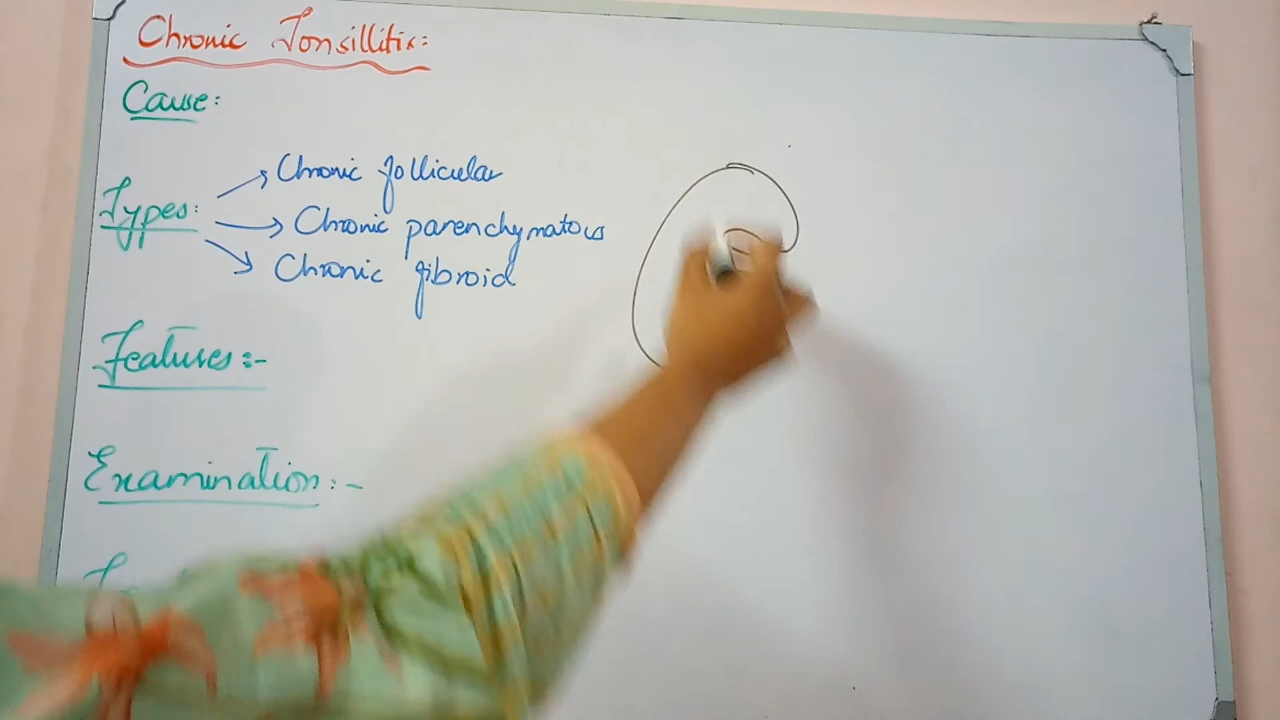 Chronic Tonsillitis:
Cause:
Types:
Chronic follicular
Chronic parenchymatous
Chronic fibroid
Features:-
Examination:-